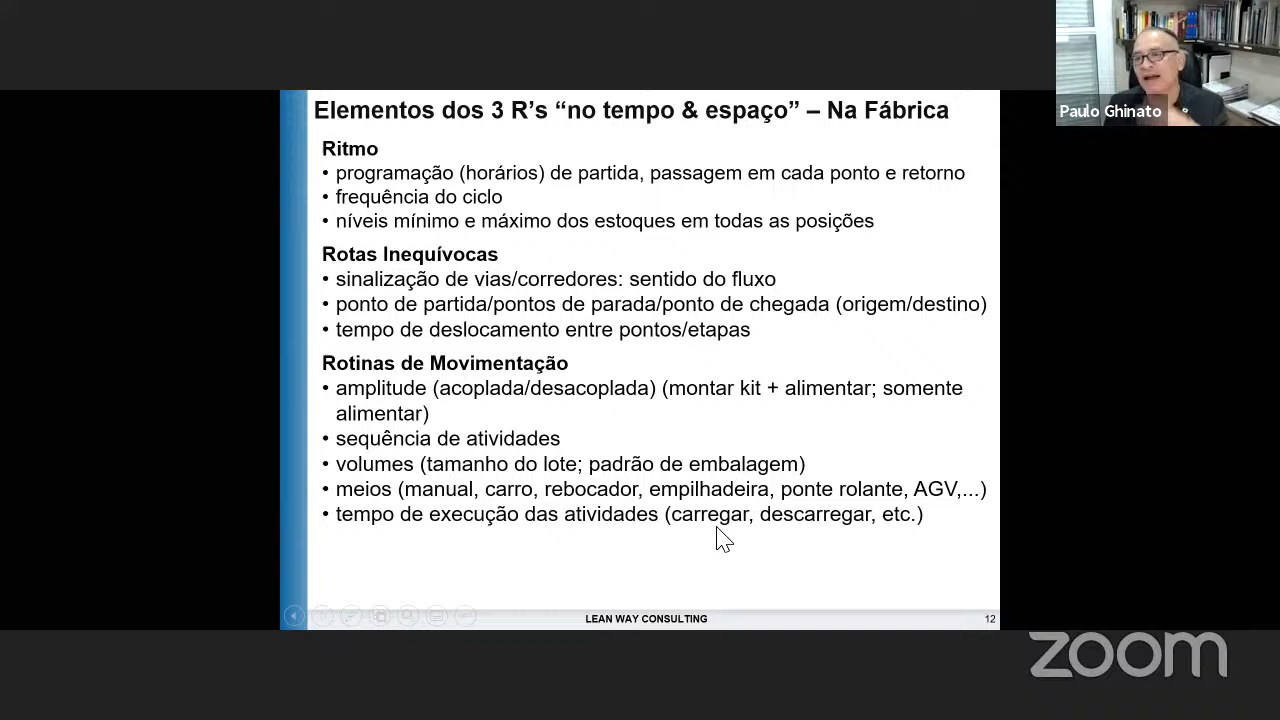 Paulo Ghinato
Elementos dos 3 R’s “no tempo & espaço” – Na Fábrica
Ritmo
• programação (horários) de partida, passagem em cada ponto e retorno
• frequência do ciclo
• níveis mínimo e máximo dos estoques em todas as posições
Rotas Inequívocas
• sinalização de vias/corredores: sentido do fluxo
• ponto de partida/pontos de parada/ponto de chegada (origem/destino)
• tempo de deslocamento entre pontos/etapas
Rotinas de Movimentação
• amplitude (acoplada/desacoplada) (montar kit + alimentar; somente
alimentar)
• sequência de atividades
• volumes (tamanho do lote; padrão de embalagem)
• meios (manual, carro, rebocador, empilhadeira, ponte rolante, AGV,...)
• tempo de execução das atividades (carregar, descarregar, etc.)
LEAN WAY CONSULTING
12
zoom